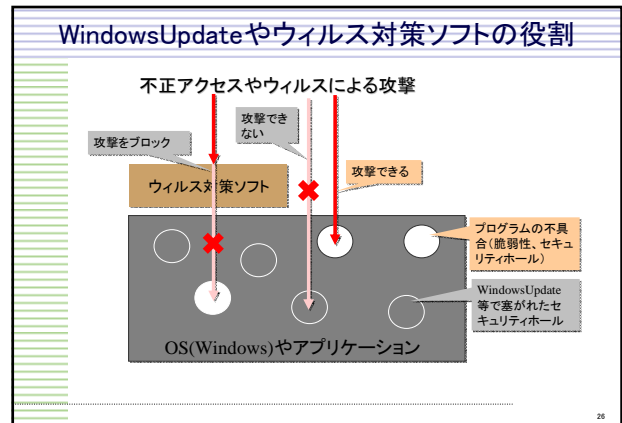 WindowsUpdateやウィルス対策ソフトの役割
不正アクセスやウィルスによる攻撃
攻撃をブロック
攻撃でき
ない
攻撃できる
ウィルス対策ソフト
プログラムの不具
合（脆弱性、セキュ
リティホール）
WindowsUpdate
等で塞がれたセ
キュリティホール
OS(Windows)やアプリケーション
26